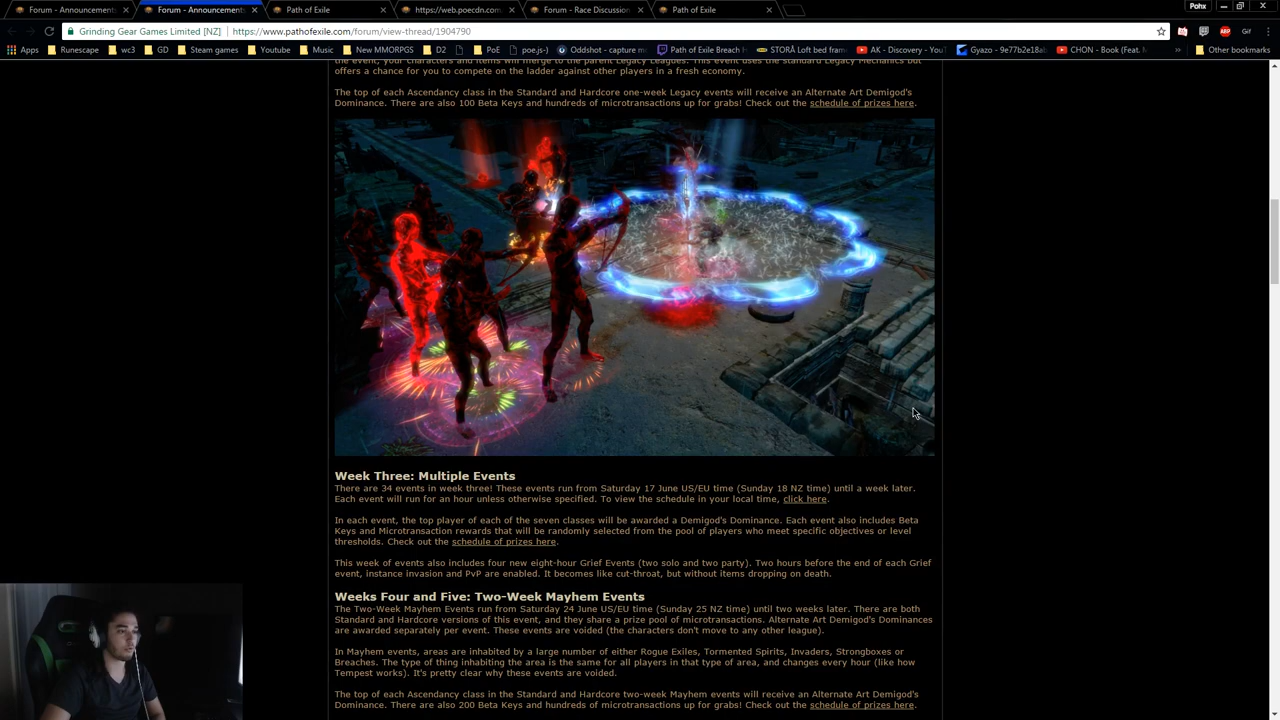 Forum - Announcements
Forum - Announcements
Path of Exile
https://web.poecdn.com
Forum - Race Discussion
Path of Exile
Pohx
Grinding Gear Games Limited [NZ] | https://www.pathofexile.com/forum/view-thread/1904790
Apps Runescape wc3 GD Steam games Youtube Music New MMORPGS D2 PoE poe.js-) Oddshot - capture m Path of Exile Breach H STORÅ Loft bed fram AK - Discovery - YouT Gyazo - 9e77b2e18ab CHON - Book (Feat. M » Other bookmarks
the event, your characters and items will merge to the parent Legacy Leagues. This event uses the standard Legacy Mechanics but
offers a chance for you to compete on the ladder against other players in a fresh economy.
The top of each Ascendancy class in the Standard and Hardcore one-week Legacy events will receive an Alternate Art Demigod's
Dominance. There are also 100 Beta Keys and hundreds of microtransactions up for grabs! Check out the schedule of prizes here.
Week Three: Multiple Events
There are 34 events in week three! These events run from Saturday 17 June US/EU time (Sunday 18 NZ time) until a week later.
Each event will run for an hour unless otherwise specified. To view the schedule in your local time, click here.
In each event, the top player of each of the seven classes will be awarded a Demigod's Dominance. Each event also includes Beta
Keys and Microtransaction rewards that will be randomly selected from the pool of players who meet specific objectives or level
thresholds. Check out the schedule of prizes here.
This week of events also includes four new eight-hour Grief Events (two solo and two party). Two hours before the end of each Grief
event, instance invasion and PvP are enabled. It becomes like cut-throat, but without items dropping on death.
Weeks Four and Five: Two-Week Mayhem Events
The Two-Week Mayhem Events run from Saturday 24 June US/EU time (Sunday 25 NZ time) until two weeks later. There are both
Standard and Hardcore versions of this event, and they share a prize pool of microtransactions. Alternate Art Demigod's Dominances
are awarded separately per event. These events are voided (the characters don't move to any other league).
In Mayhem events, areas are inhabited by a large number of either Rogue Exiles, Tormented Spirits, Invaders, Strongboxes or
Breaches. The type of thing inhabiting the area is the same for all players in that type of area, and changes every hour (like how
Tempest works). It's pretty clear why these events are voided.
The top of each Ascendancy class in the Standard and Hardcore two-week Mayhem events will receive an Alternate Art Demigod's
Dominance. There are also 200 Beta Keys and hundreds of microtransactions up for grabs! Check out the schedule of prizes here.